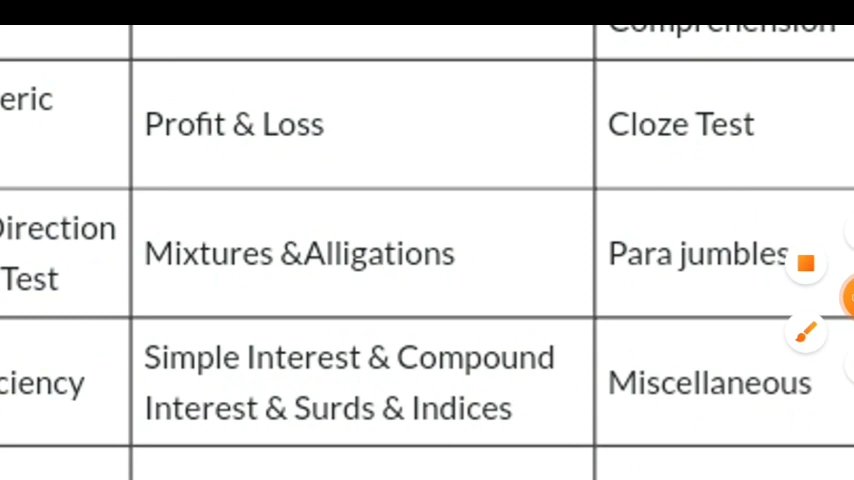 Comprehension
eric
Profit & Loss
Cloze Test
Direction
Test
Mixtures &Alligations
Para jumbles
ciency
Simple Interest & Compound
Interest & Surds & Indices
Miscellaneous